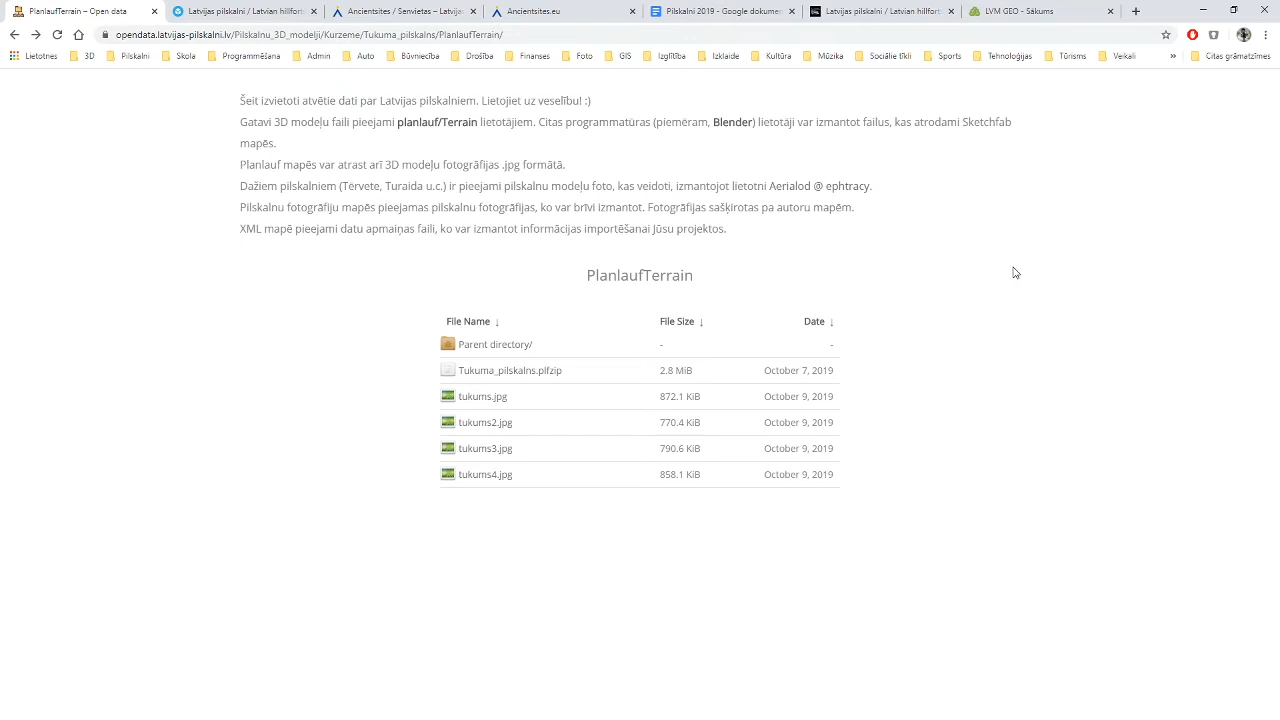 PlanlaufTerrain – Open data
Latvijas pilskalni / Latvian hillfort
Ancientsites / Senvietas – Latvija
Ancientsites.eu
Pilskalni 2019 - Google dokume
Latvijas pilskalni / Latvian hillfort
LVM GEO - Sākums
opendata.latvijas-pilskalni.lv/Pilskalnu_3D_modelji/Kurzeme/Tukuma_pilskalns/PlanlaufTerrain/
Lietotnes 3D Pilskalni Skola Programmēšana Admin Auto Būvniecība Drošība Finanses Foto GIS Izglītība Izklaide Kultūra Mūzika Sociālie tīkli Sports Tehnoloģijas Tūrisms Veikali » Citas grāmatzīmes
Šeit izvietoti atvētie dati par Latvijas pilskalniem. Lietojiet uz veselību! :)
Gatavi 3D modeļu faili pieejami planlauf/Terrain lietotājiem. Citas programmatūras (piemēram, Blender) lietotāji var izmantot failus, kas atrodami Sketchfab
mapēs.
Planlauf mapēs var atrast arī 3D modeļu fotogrāfijas .jpg formātā.
Dažiem pilskalniem (Tērvete, Turaida u.c.) ir pieejami pilskalnu modeļu foto, kas veidoti, izmantojot lietotni Aerialod @ ephtracy.
Pilskalnu fotogrāfiju mapēs pieejamas pilskalnu fotogrāfijas, ko var brīvi izmantot. Fotogrāfijas sašķirotas pa autoru mapēm.
XML mapē pieejami datu apmaiņas faili, ko var izmantot informācijas importēšanai Jūsu projektos.
PlanlaufTerrain
File Name ↓ File Size ↓ Date ↓
Parent directory/ - -
Tukuma_pilskalns.plfzip 2.8 MiB October 7, 2019
tukums.jpg 872.1 KiB October 9, 2019
tukums2.jpg 770.4 KiB October 9, 2019
tukums3.jpg 790.6 KiB October 9, 2019
tukums4.jpg 858.1 KiB October 9, 2019